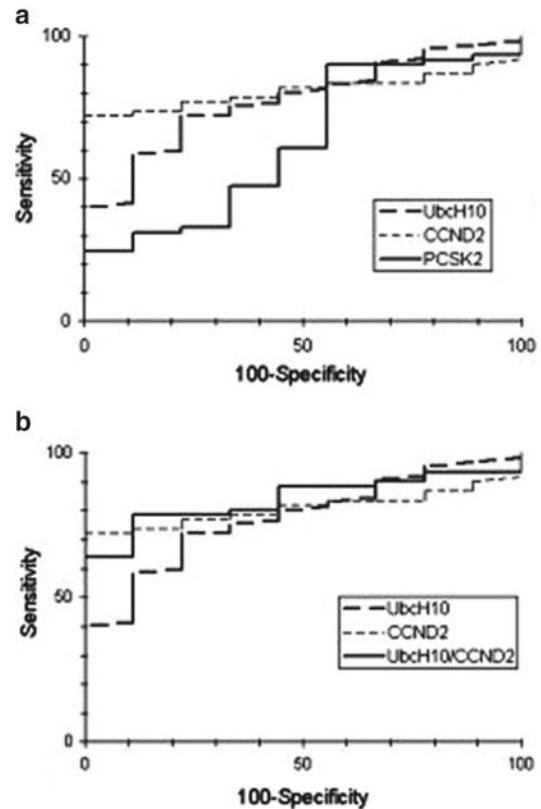 a
100
50
0
Sensitivity
UbcH10
CCND2
PCSK2
0
50
100
100-Specificity
b
100
50
0
Sensitivity
UbcH10
CCND2
UbcH10/CCND2
0
50
100
100-Specificity